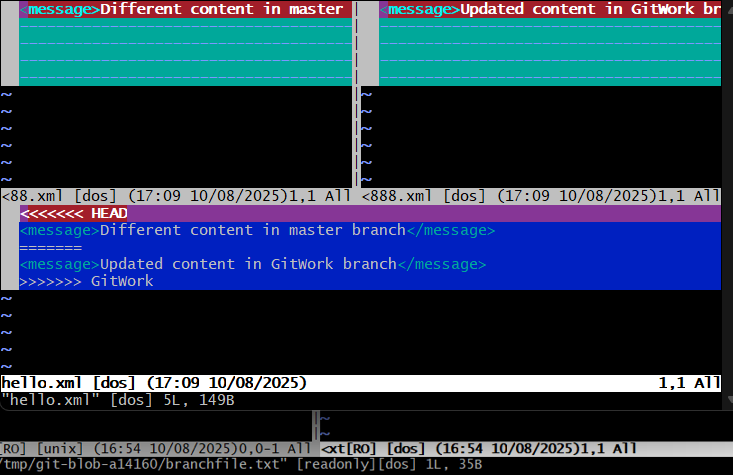 <message>Different content in master
<message>Updated content in GitWork br
-------------------------------------------
-------------------------------------------
-------------------------------------------
-------------------------------------------
~
~
~
~
~
~
~
~
~
~
~
~
<88.xml [dos] (17:09 10/08/2025)1,1 All
<888.xml [dos] (17:09 10/08/2025)1,1 All
<<<<<<< HEAD
<message>Different content in master branch</message>
=======
<message>Updated content in GitWork branch</message>
>>>>>>> GitWork
~
~
~
~
~
hello.xml [dos] (17:09 10/08/2025) 1,1 All
"hello.xml" [dos] 5L, 149B
~
~
[RO] [unix] (16:54 10/08/2025)0,0-1 All
<xt[RO] [dos] (16:54 10/08/2025)1,1 All
/tmp/git-blob-a14160/branchfile.txt" [readonly][dos] 1L, 35B